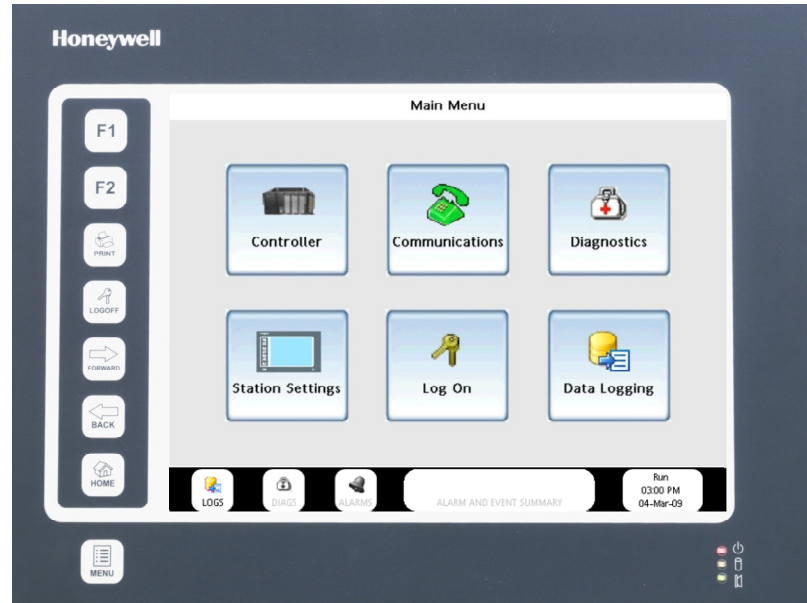 Honeywell
Main Menu
F1
F2
PRINT
LOGOFF
FORWARD
BACK
HOME
MENU
Controller
Communications
Diagnostics
Station Settings
Log On
Data Logging
LOGS
DIAGS
ALARMS
ALARM AND EVENT SUMMARY
Run
03:00 PM
04-Mar-09